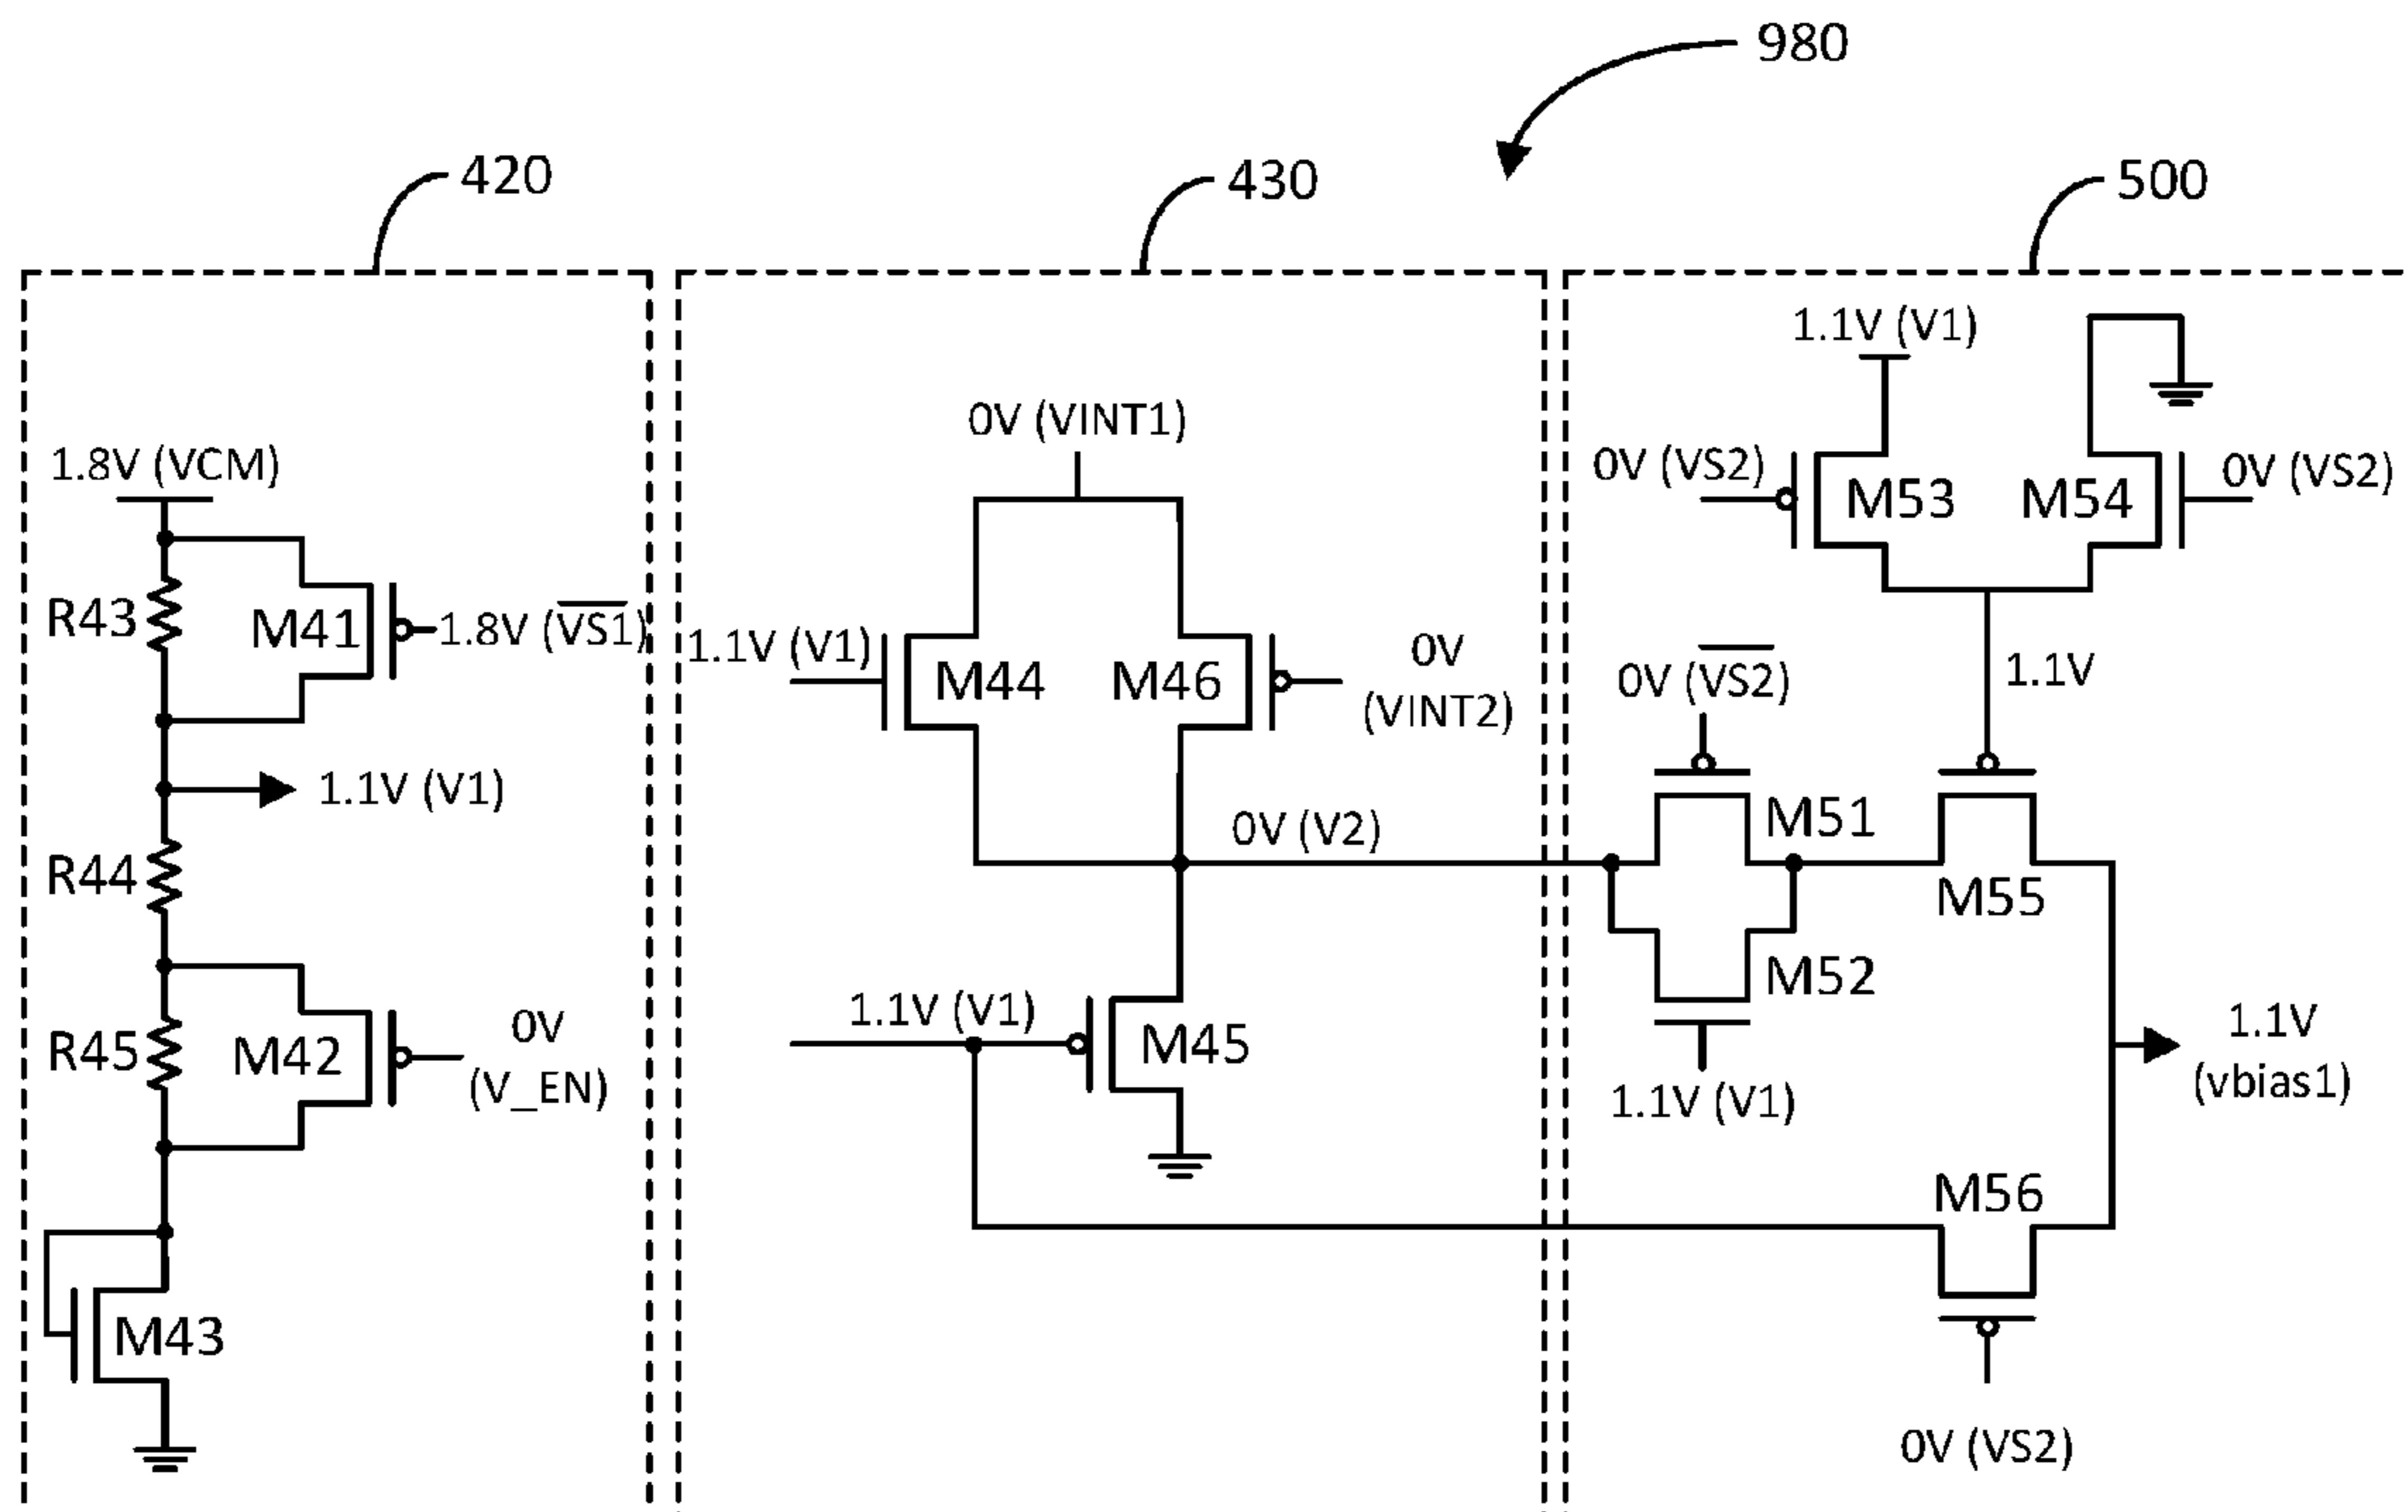 980
420
430
500
1.1V (V1)
0V (VINT1)
1.8V (VCM)
0V (VS2)
M53
M54
0V (VS2)
R43
M41
1.8V (V̅S̅1̅)
1.1V (V1)
M44
M46
0V
(VINT2)
0V (V̅S̅2̅)
1.1V
1.1V (V1)
0V (V2)
M51
R44
M55
M52
1.1V (V1)
R45
M42
0V
(V_EN)
M45
1.1V (V1)
1.1V
(vbias1)
M56
M43
0V (VS2)